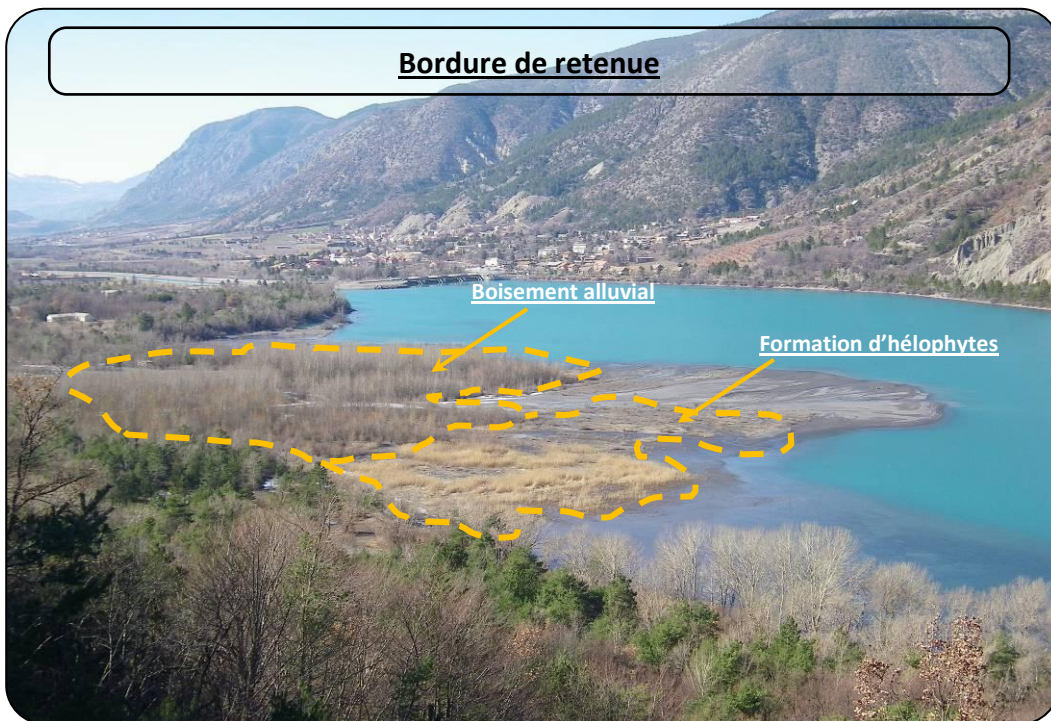 Bordure de retenue
Boisement alluvial
Formation d'hélophytes